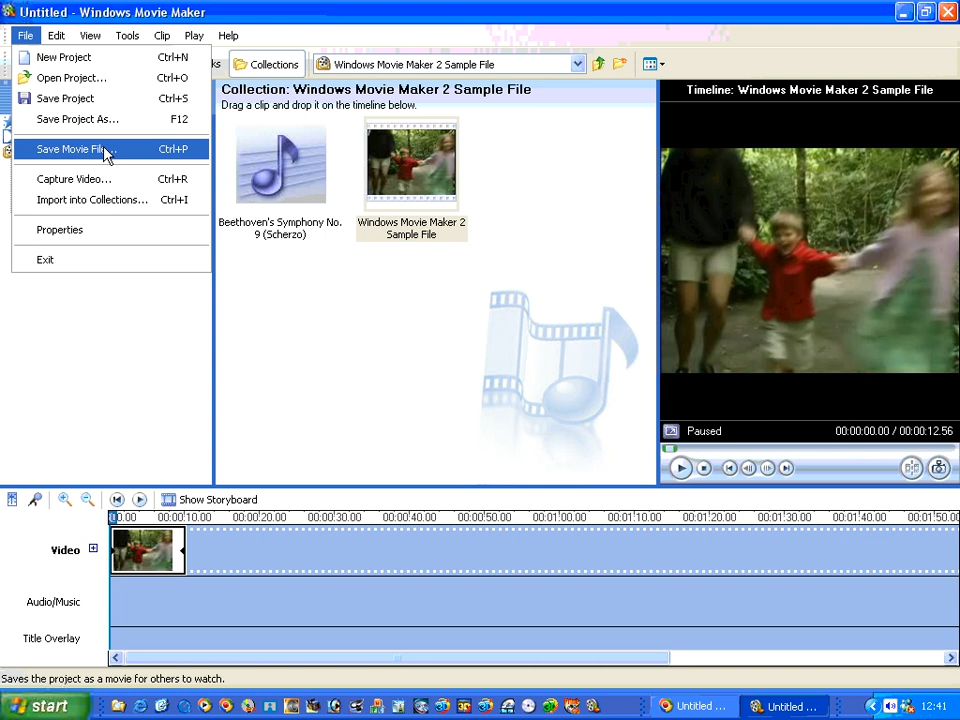 Untitled - Windows Movie Maker
File Edit View Tools Clip Play Help
New Project Ctrl+N
Open Project... Ctrl+O
Save Project Ctrl+S
Save Project As... F12
Save Movie File... Ctrl+P
Capture Video... Ctrl+R
Import into Collections... Ctrl+I
Properties
Exit
ks Collections Windows Movie Maker 2 Sample File
Collection: Windows Movie Maker 2 Sample File
Drag a clip and drop it on the timeline below.
Beethoven's Symphony No.
9 (Scherzo)
Windows Movie Maker 2
Sample File
Timeline: Windows Movie Maker 2 Sample File
Paused 00:00:00.00 / 00:00:12.56
Show Storyboard
0.00 00:00:10.00 00:00:20.00 00:00:30.00 00:00:40.00 00:00:50.00 00:01:00.00 00:01:10.00 00:01:20.00 00:01:30.00 00:01:40.00 00:01:50.00
Video
Audio/Music
Title Overlay
Saves the project as a movie for others to watch.
start Untitled ... Untitled ... 12:41